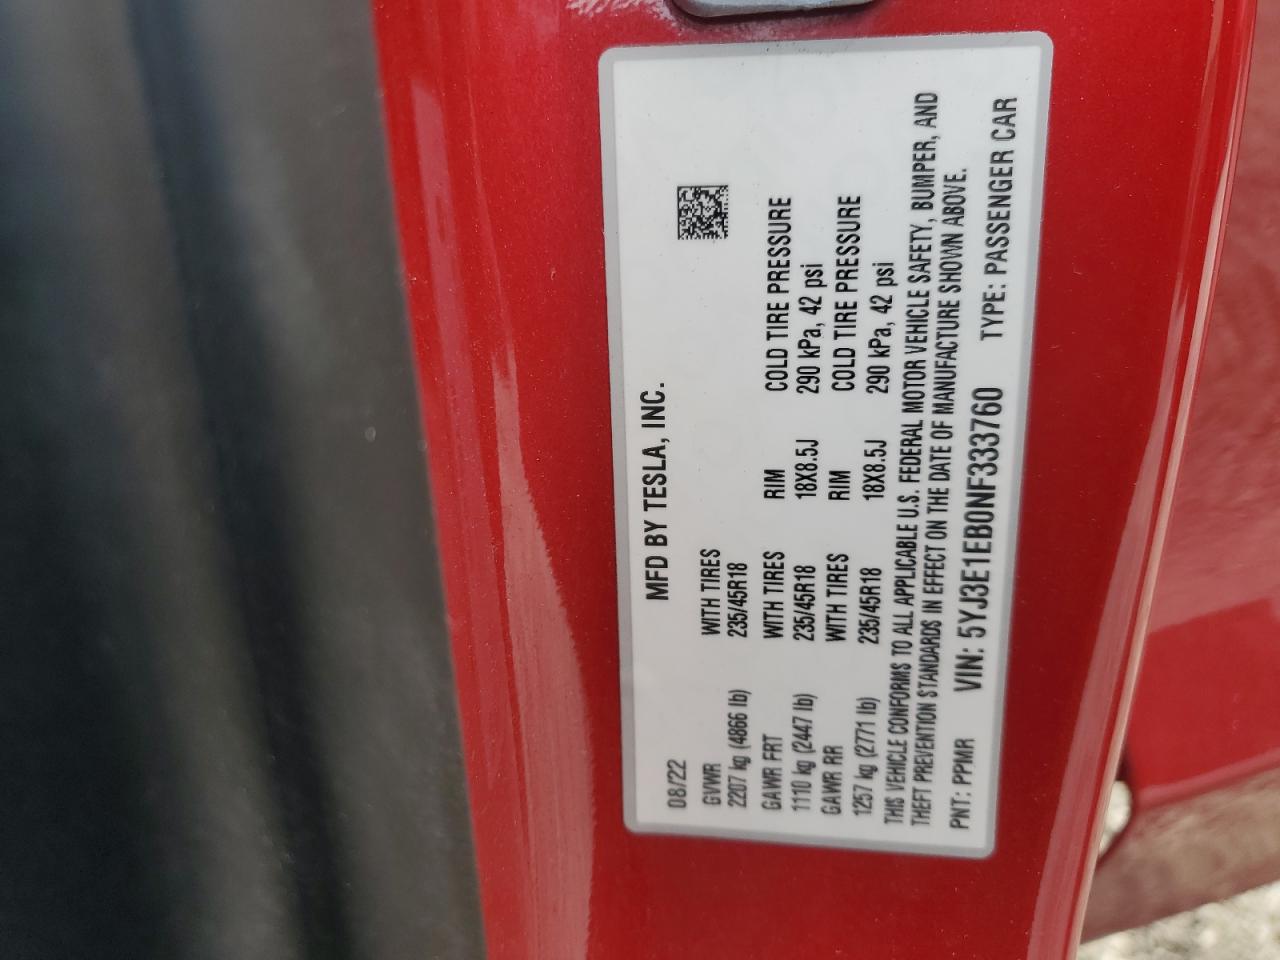 MFD BY TESLA, INC.
08/22
GVWR WITH TIRES
2207 kg (4866 lb) 235/45R18
GAWR FRT WITH TIRES RIM COLD TIRE PRESSURE
1110 kg (2447 lb) 235/45R18 18X8.5J 290 kPa, 42 psi
GAWR RR WITH TIRES RIM COLD TIRE PRESSURE
1257 kg (2771 lb) 235/45R18 18X8.5J 290 kPa, 42 psi
THIS VEHICLE CONFORMS TO ALL APPLICABLE U.S. FEDERAL MOTOR VEHICLE SAFETY, BUMPER, AND
THEFT PREVENTION STANDARDS IN EFFECT ON THE DATE OF MANUFACTURE SHOWN ABOVE.
PNT: PPMR VIN: 5YJ3E1EB0NF333760 TYPE: PASSENGER CAR